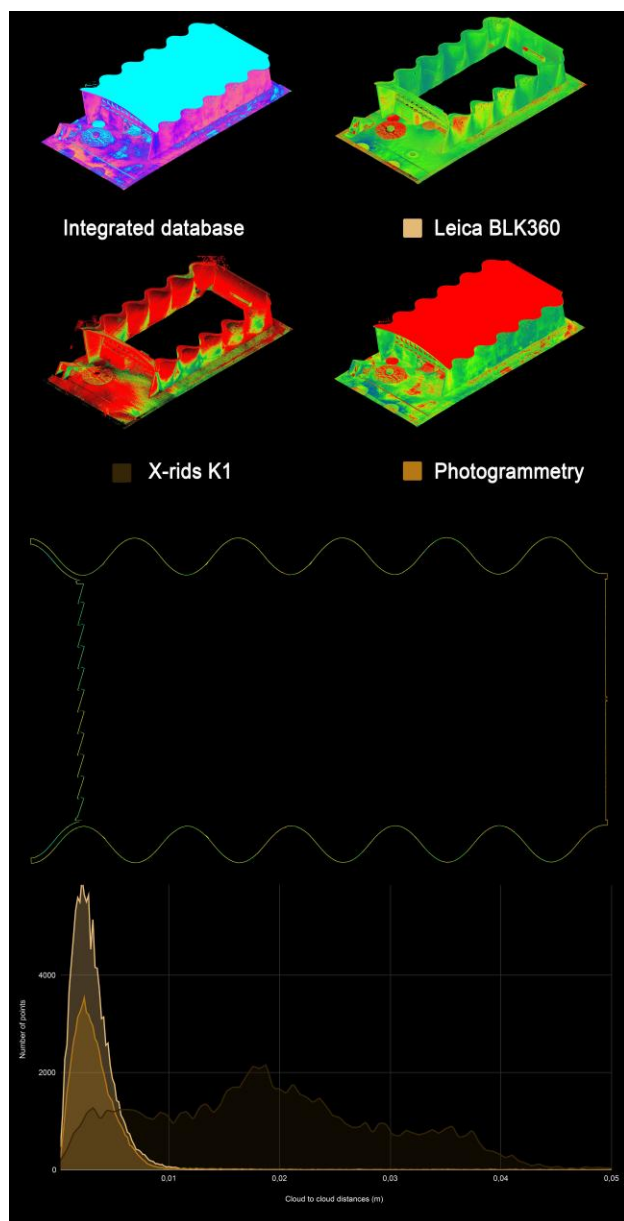 Integrated database
Leica BLK360
X-rids K1
Photogrammetry
4000
2000
0
Number of points
0,01
0,02
0,03
0,04
0,05
Cloud to cloud distances (m)